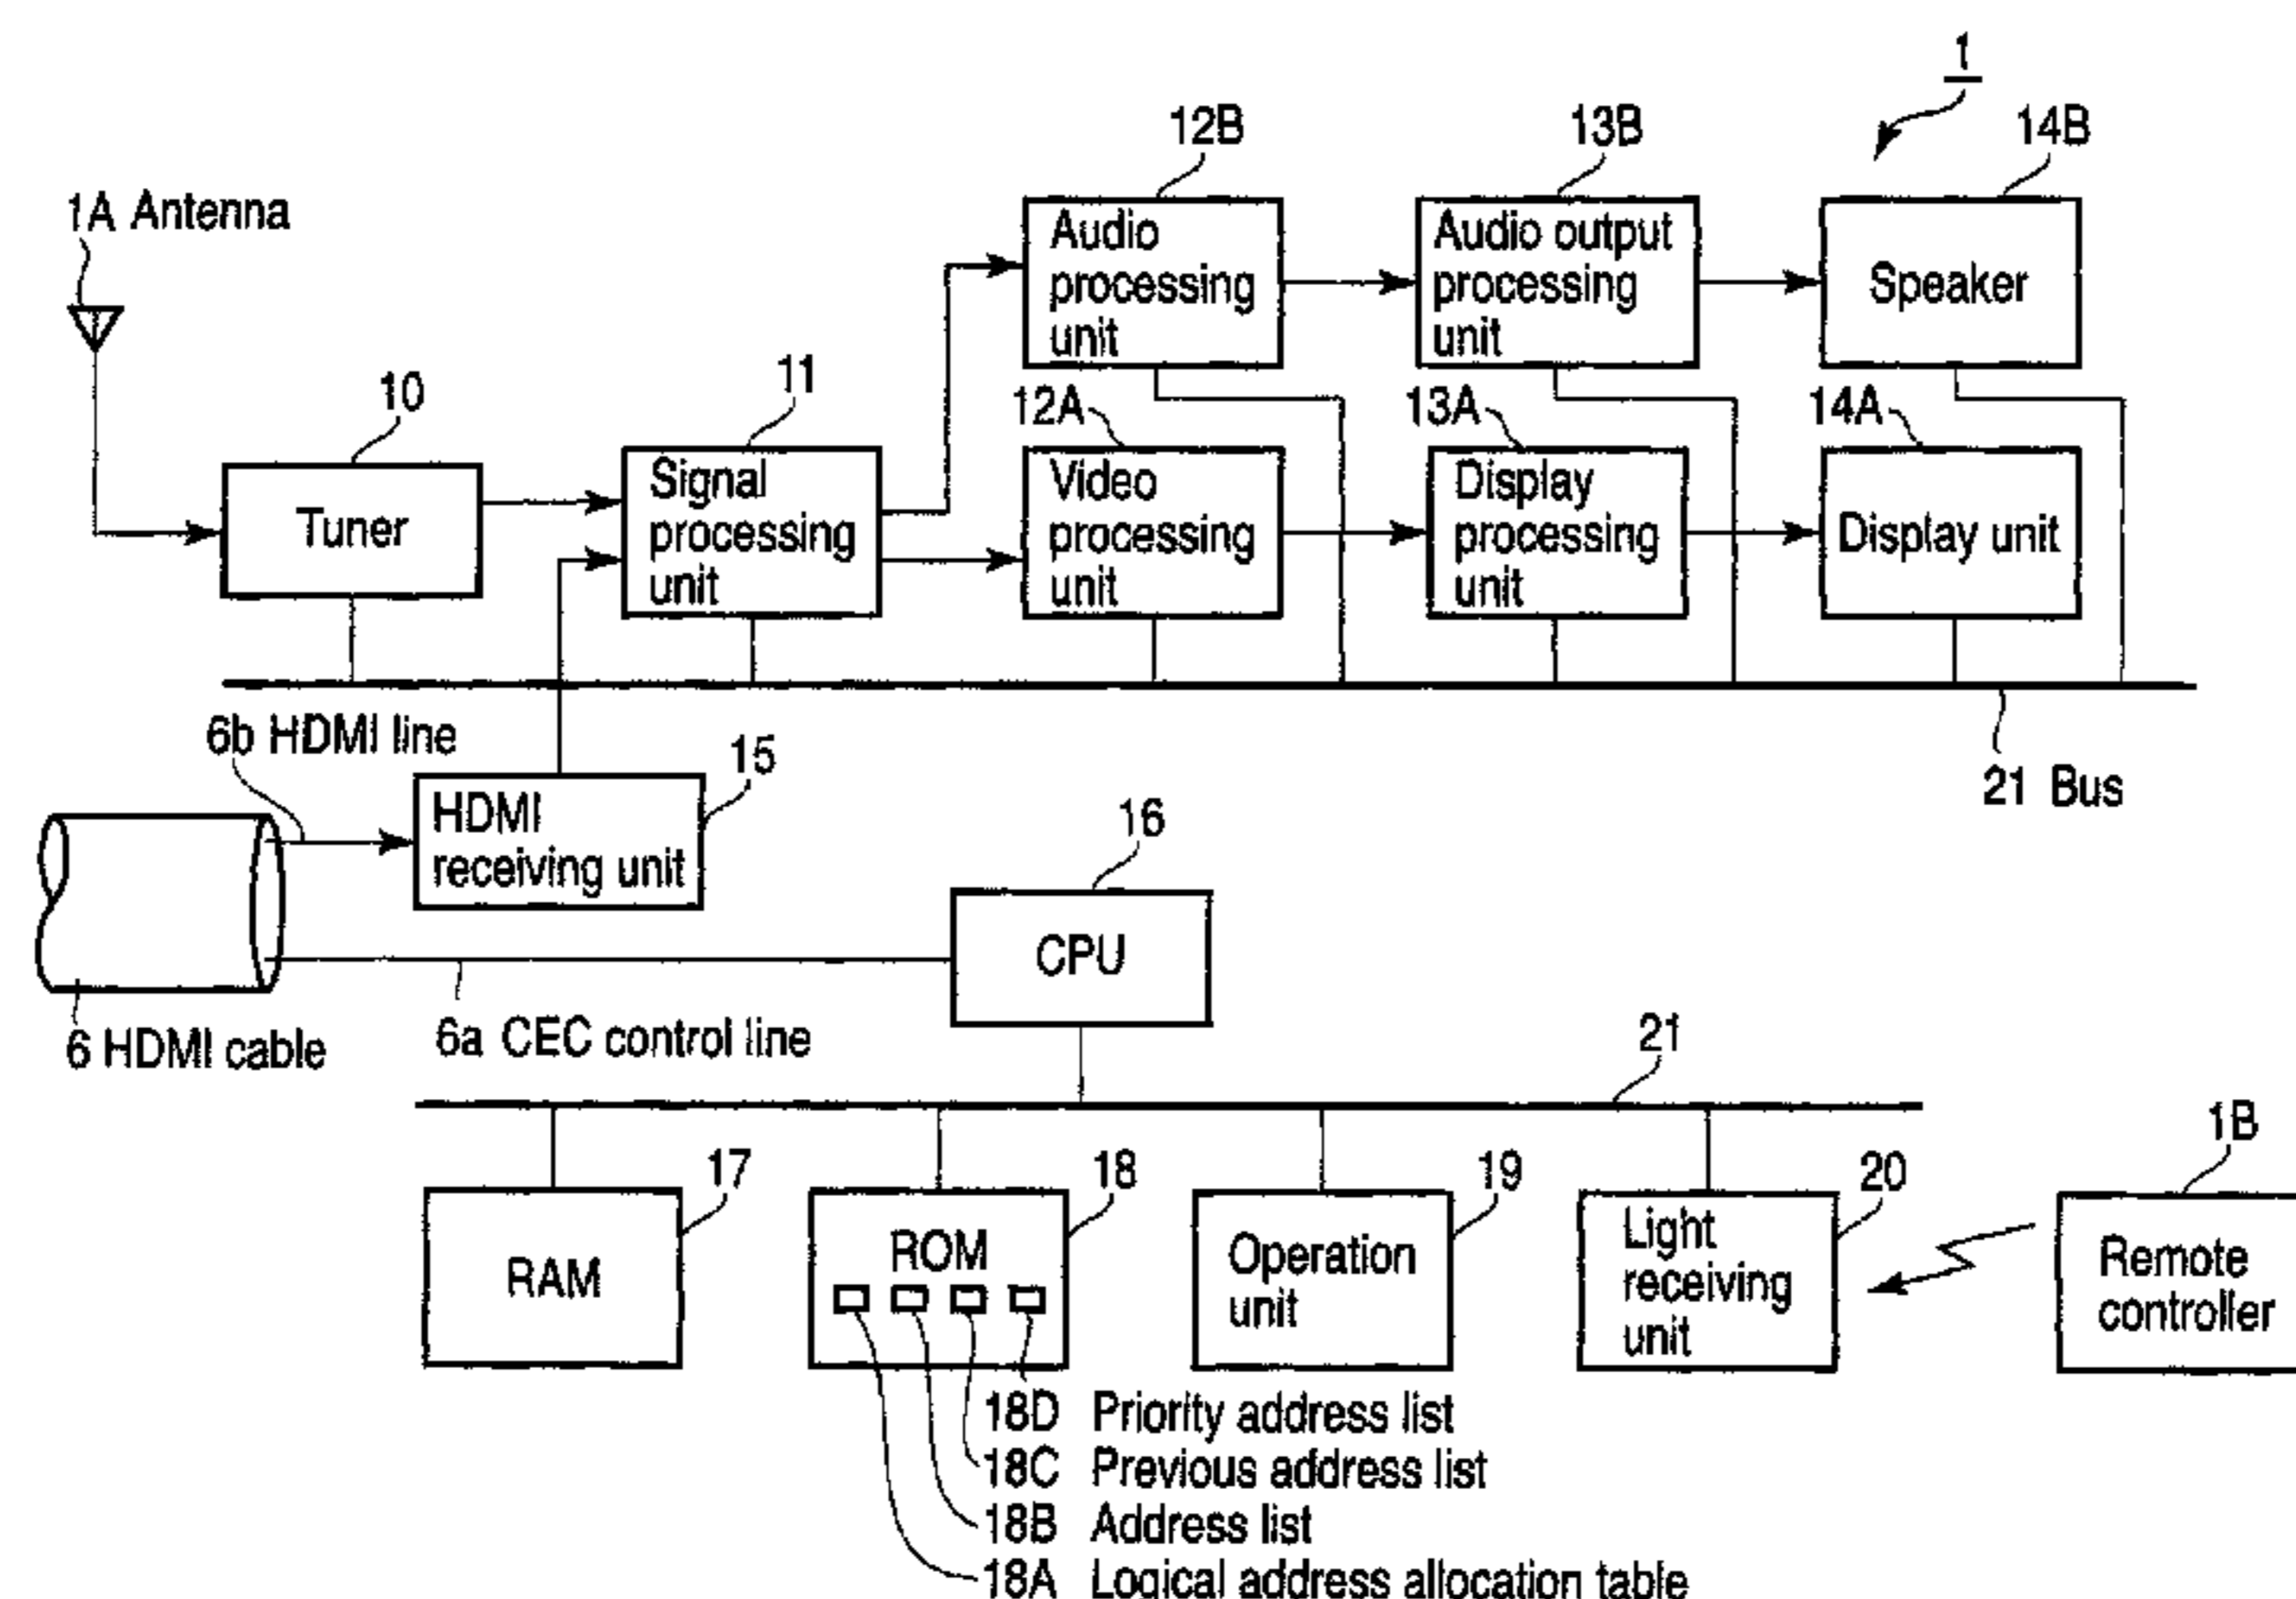 1
12B
13B
14B
1A Antenna
Audio
processing
unit
Audio output
processing
unit
Speaker
10
11
12A
13A
14A
Tuner
Signal
processing
unit
Video
processing
unit
Display
processing
unit
Display unit
6b HDMI line
15
21 Bus
HDMI
receiving unit
16
CPU
6 HDMI cable
6a CEC control line
21
1B
17
18
19
20
RAM
ROM
Operation
unit
Light
receiving
unit
Remote
controller
18D Priority address list
18C Previous address list
18B Address list
18A Logical address allocation table